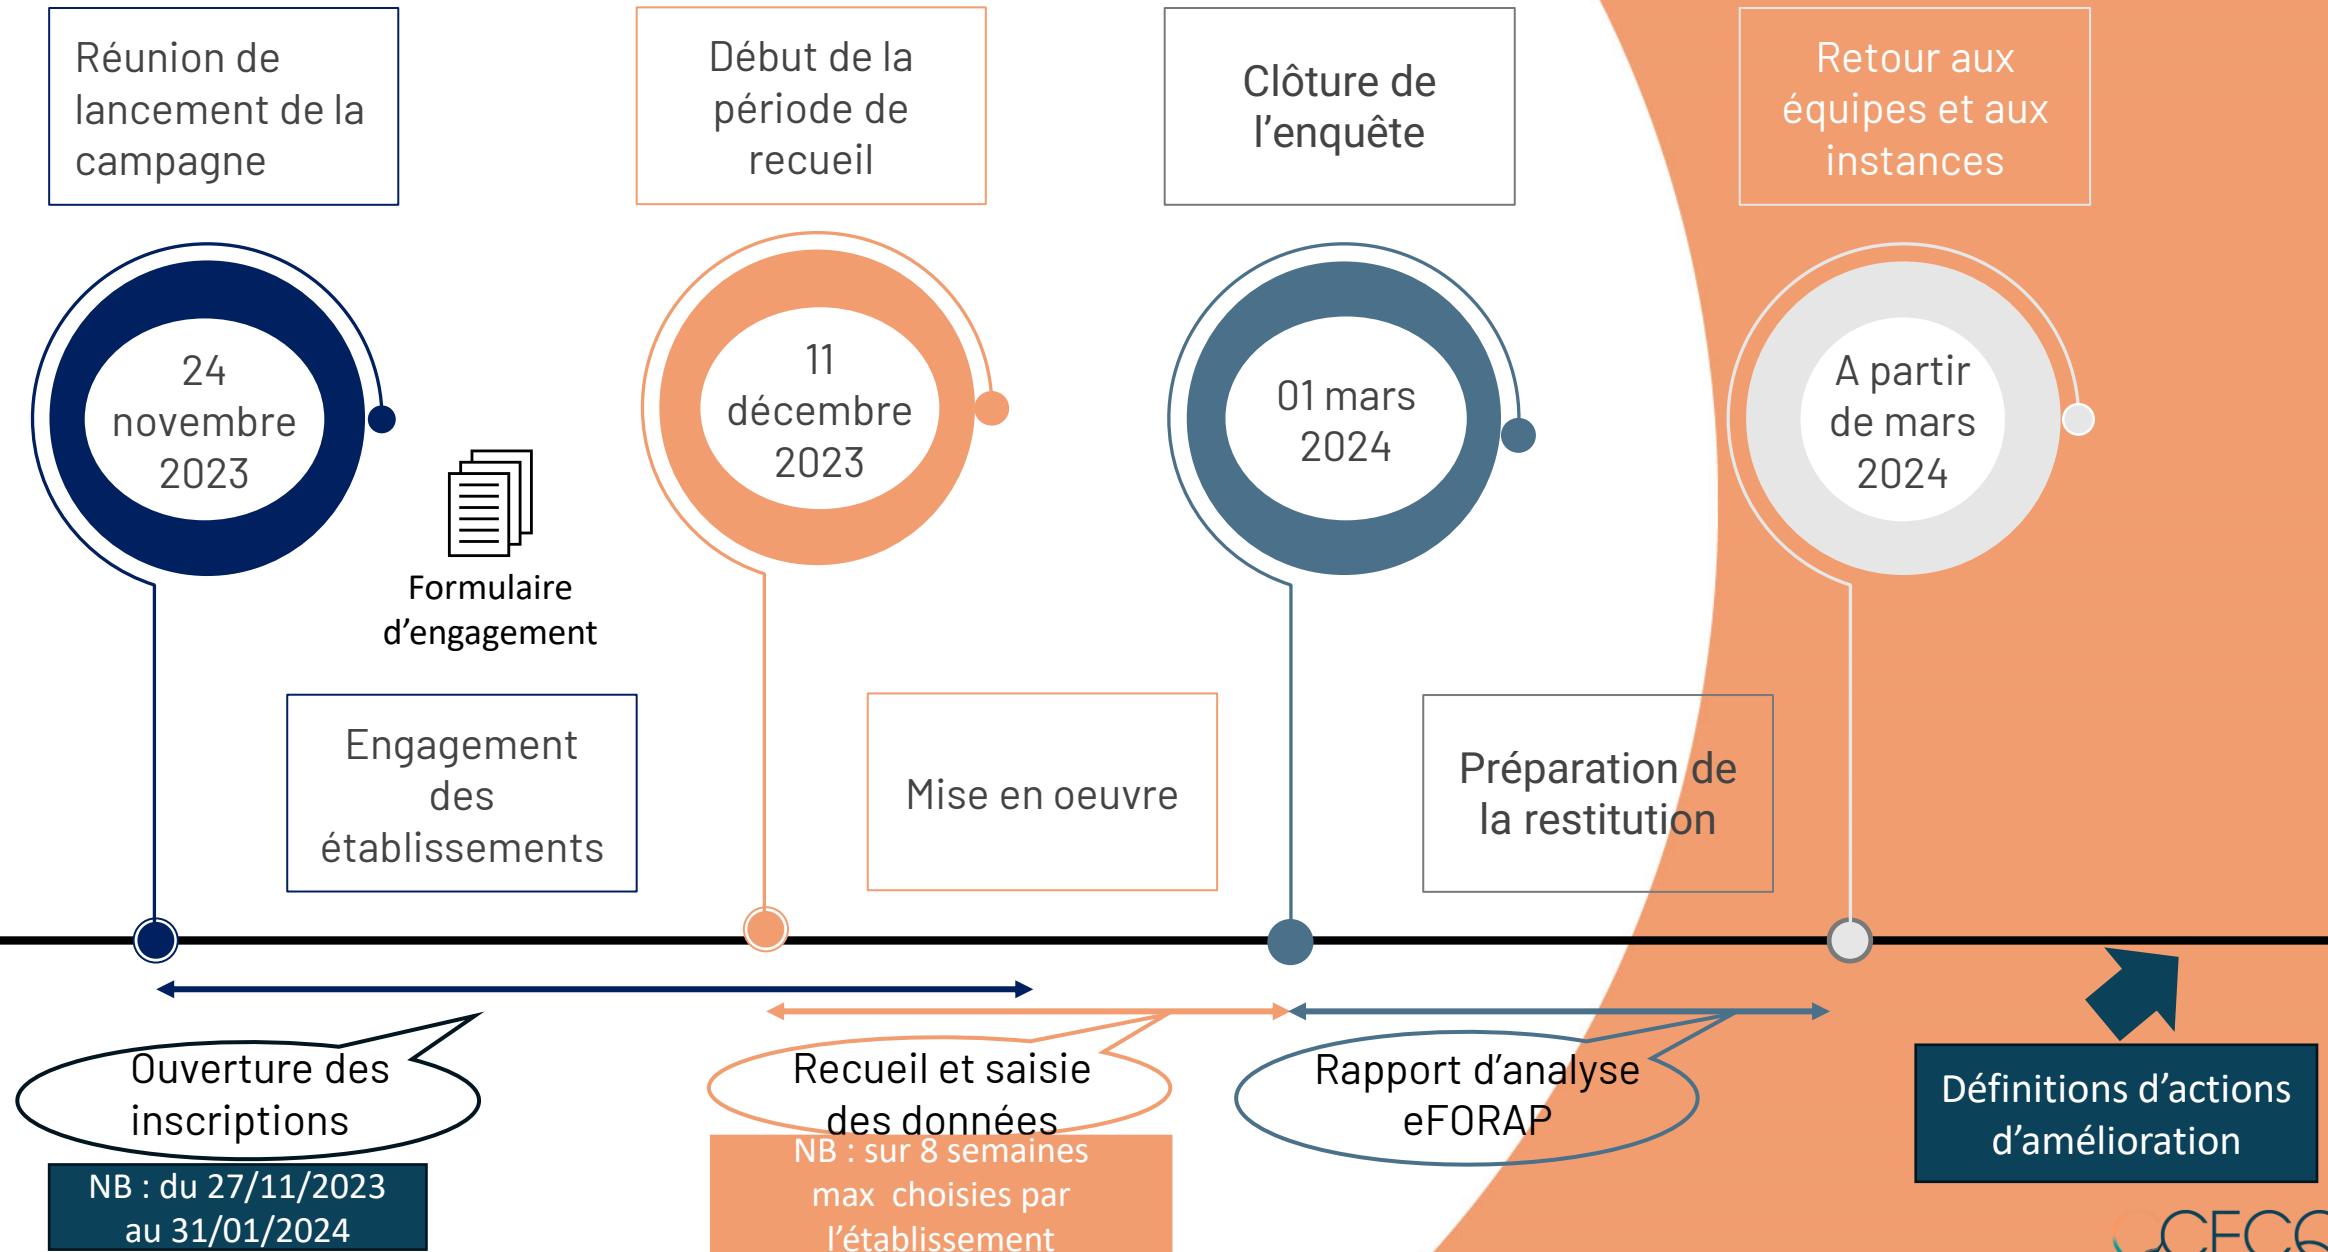 Réunion de
lancement de la
campagne
Début de la
période de
recueil
Clôture de
l’enquête
Retour aux
équipes et aux
instances
24
novembre
2023
11
décembre
2023
01 mars
2024
A partir
de mars
2024
Formulaire
d’engagement
Engagement
des
établissements
Mise en oeuvre
Préparation de
la restitution
Ouverture des
inscriptions
NB : du 27/11/2023
au 31/01/2024
Recueil et saisie
des données
NB : sur 8 semaines
max choisies par
l’établissement
Rapport d’analyse
eFORAP
Définitions d’actions
d’amélioration